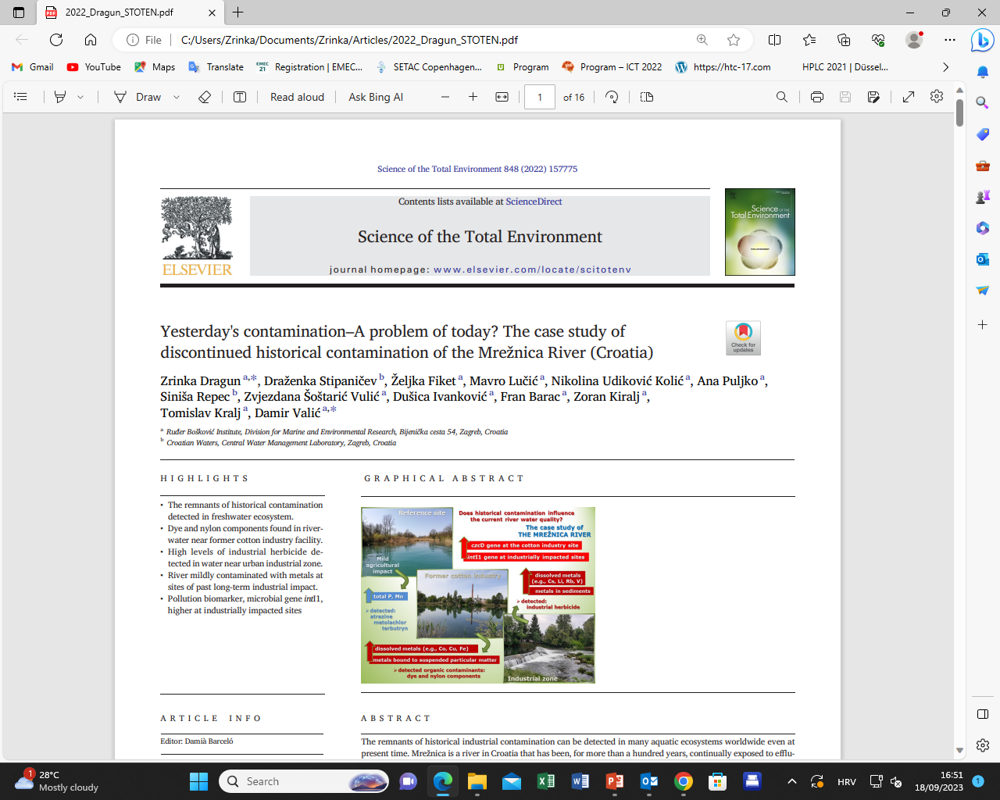 2022_Dragun_STOTEN.pdf
File
C:/Users/Zrinka/Documents/Zrinka/Articles/2022_Dragun_STOTEN.pdf
Gmail YouTube Maps Translate EMEC 21 Registration | EMEC... SETAC Copenhagen... Program Program – ICT 2022 https://htc-17.com HPLC 2021 | Düssel...
Draw Read aloud Ask Bing AI 1 of 16
Science of the Total Environment 848 (2022) 157775
Contents lists available at ScienceDirect
Science of the Total Environment
journal homepage: www.elsevier.com/locate/scitotenv
ELSEVIER
Science OF THE
Total Environment
Yesterday's contamination–A problem of today? The case study of
discontinued historical contamination of the Mrežnica River (Croatia)
Check for
updates
Zrinka Dragun a,*, Draženka Stipaničev b, Željka Fiket a, Mavro Lučić a, Nikolina Udiković Kolić a, Ana Puljko a,
Siniša Repec b, Zvjezdana Šoštarić Vulić a, Dušica Ivanković a, Fran Barac a, Zoran Kiralj a,
Tomislav Kralj a, Damir Valić a,*
a Ruđer Bošković Institute, Division for Marine and Environmental Research, Bijenička cesta 54, Zagreb, Croatia
b Croatian Waters, Central Water Management Laboratory, Zagreb, Croatia
HIGHLIGHTS
• The remnants of historical contamination
detected in freshwater ecosystem.
• Dye and nylon components found in river-
water near former cotton industry facility.
• High levels of industrial herbicide de-
tected in water near urban industrial zone.
• River mildly contaminated with metals at
sites of past long-term industrial impact.
• Pollution biomarker, microbial gene intI1,
higher at industrially impacted sites
GRAPHICAL ABSTRACT
Reference site
Does historical contamination influence
the current river water quality?
The case study of
THE MREŽNICA RIVER
czcD gene at the cotton industry site
intI1 gene at industrially impacted sites
Mild
agricultural
impact
Former cotton industry
dissolved metals
(e.g., Cs, Li, Rb, V)
metals in sediments
total P, Mn
➢ detected:
industrial herbicide
➢ detected:
atrazine
metolachlor
terbutryn
dissolved metals (e.g., Co, Cu, Fe)
metals bound to suspended particular matter
➢ detected organic contaminants:
dye and nylon components
Industrial zone
ARTICLE INFO
Editor: Damià Barceló
ABSTRACT
The remnants of historical industrial contamination can be detected in many aquatic ecosystems worldwide even at
present time. Mrežnica is a river in Croatia that has been, for more than a hundred years, continually exposed to efflu-
1
28°C
Mostly cloudy
Search
HRV
16:51
18/09/2023
1